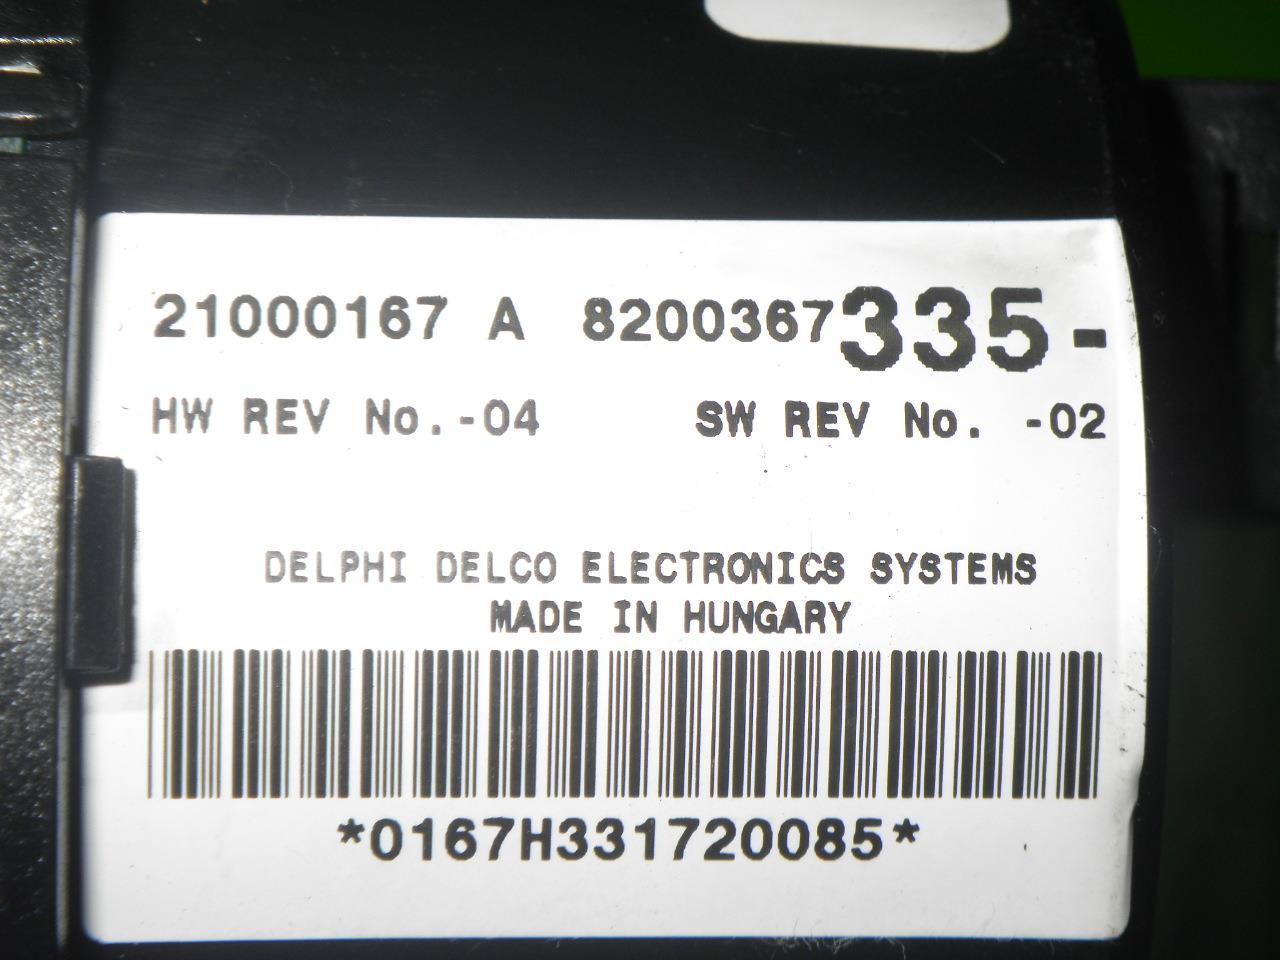 21000167 A 8200367335-
HW REV No.-04 SW REV No. -02
DELPHI DELCO ELECTRONICS SYSTEMS
MADE IN HUNGARY
*0167H331720085*